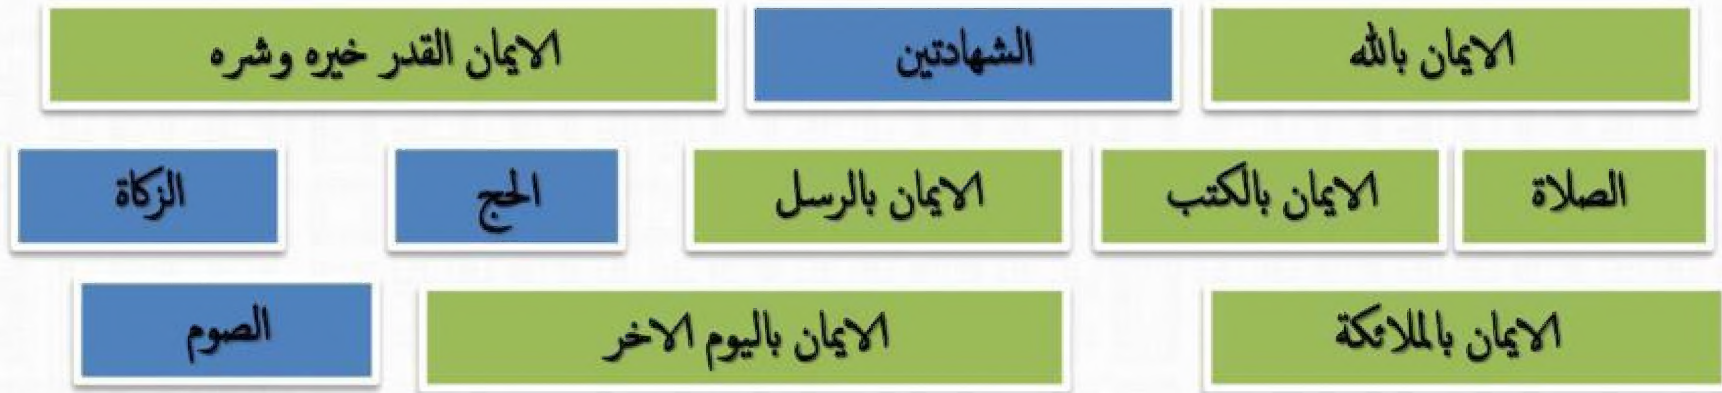 الايمان بالله
الشهادتين
الايمان القدر خيره وشره
الصلاة
الايمان بالكتب
الايمان بالرسل
الحج
الزكاة
الايمان بالملائكة
الايمان باليوم الاخر
الصوم